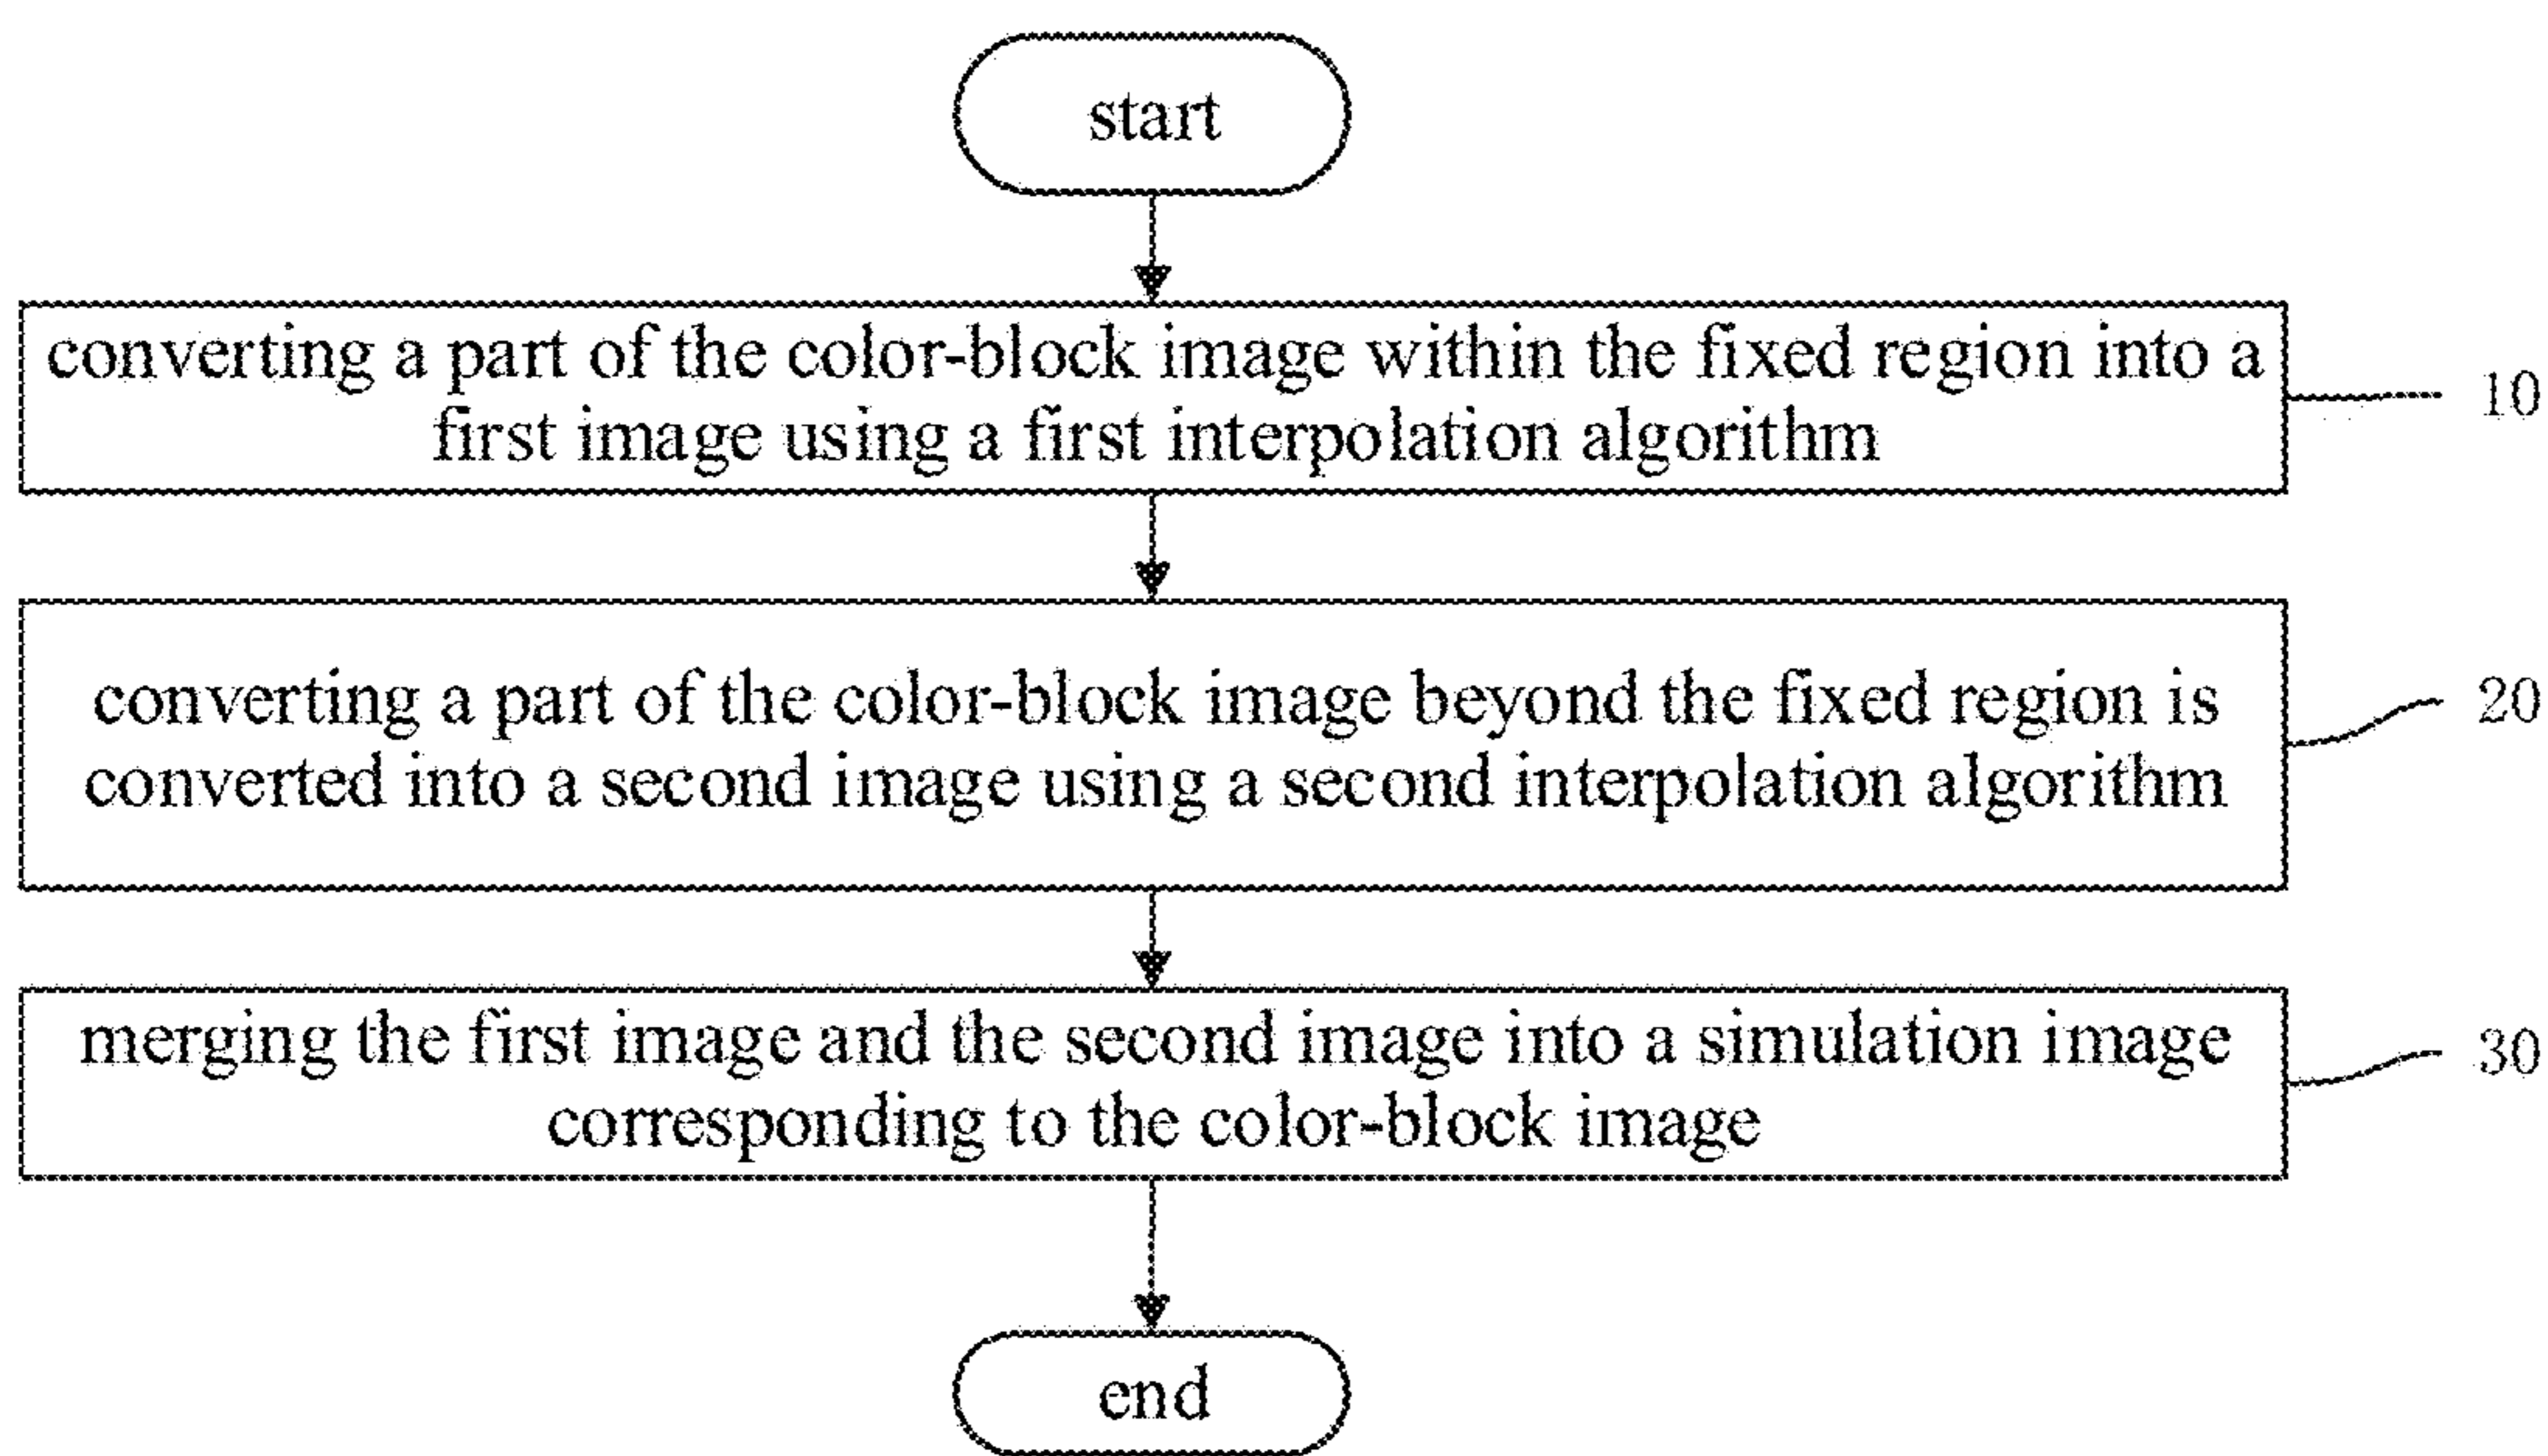 start
converting a part of the color-block image within the fixed region into a
first image using a first interpolation algorithm
10
converting a part of the color-block image beyond the fixed region is
converted into a second image using a second interpolation algorithm
20
merging the first image and the second image into a simulation image
corresponding to the color-block image
30
end